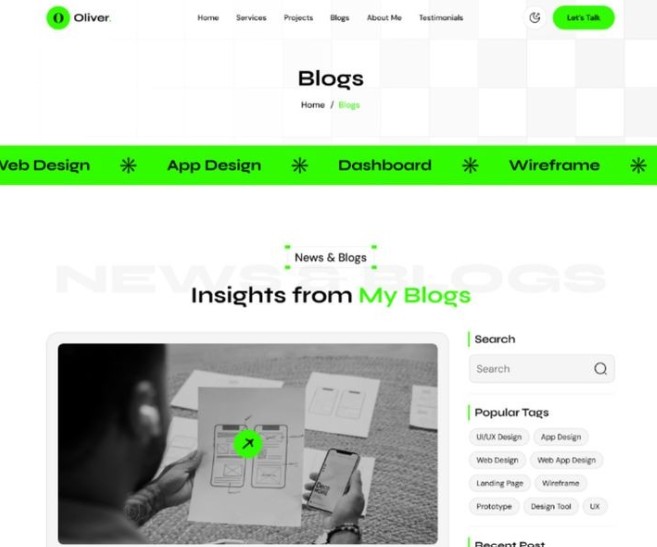 Oliver.
Home Services Projects Blogs About Me Testimonials
Let's Talk
Blogs
Home / Blogs
Web Design App Design Dashboard Wireframe
News & Blogs
NEWS & BLOGS
Insights from My Blogs
Search
Search
Popular Tags
UI/UX Design App Design
Web Design Web App Design
Landing Page Wireframe
Prototype Design Tool UX
Recent Post